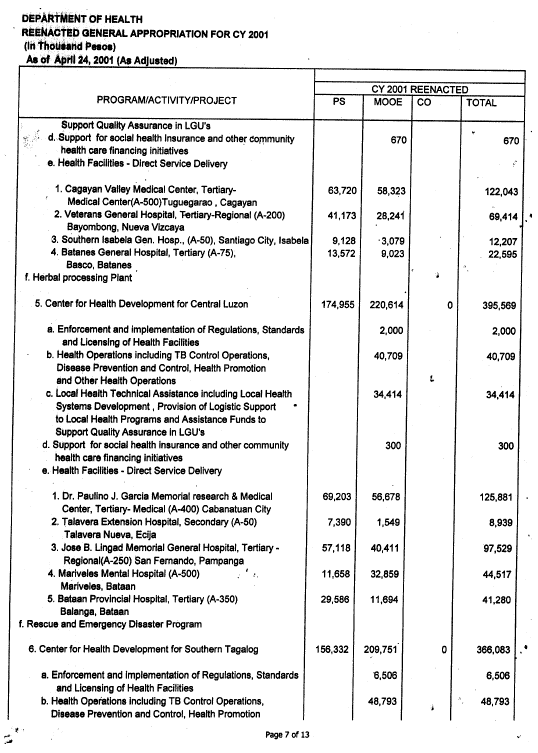 DEPARTMENT OF HEALTH
REENACTED GENERAL APPROPRIATION FOR CY 2001
(In Thousand Pesos)
As of April 24, 2001 (As Adjusted)
CY 2001 REENACTED
PROGRAM/ACTIVITY/PROJECT PS MOOE CO TOTAL
Support Quality Assurance in LGU's
d. Support for social health insurance and other community 670 670
health care financing initiatives
e. Health Facilities - Direct Service Delivery
1. Cagayan Valley Medical Center, Tertiary- 63,720 58,323 122,043
Medical Center(A-500)Tuguegarao , Cagayan
2. Veterans General Hospital, Tertiary-Regional (A-200) 41,173 28,241 69,414
Bayombong, Nueva Vizcaya
3. Southern Isabela Gen. Hosp., (A-50), Santiago City, Isabela 9,128 3,079 12,207
4. Batanes General Hospital, Tertiary (A-75), 13,572 9,023 22,595
Basco, Batanes
f. Herbal processing Plant
5. Center for Health Development for Central Luzon 174,955 220,614 0 395,569
a. Enforcement and implementation of Regulations, Standards 2,000 2,000
and Licensing of Health Facilities
b. Health Operations including TB Control Operations, 40,709 40,709
Disease Prevention and Control, Health Promotion
and Other Health Operations
c. Local Health Technical Assistance including Local Health 34,414 34,414
Systems Development , Provision of Logistic Support
to Local Health Programs and Assistance Funds to
Support Quality Assurance in LGU's
d. Support for social health insurance and other community 300 300
health care financing initiatives
e. Health Facilities - Direct Service Delivery
1. Dr. Paulino J. Garcia Memorial research & Medical 69,203 56,678 125,881
Center, Tertiary- Medical (A-400) Cabanatuan City
2. Talavera Extension Hospital, Secondary (A-50) 7,390 1,549 8,939
Talavera Nueva, Ecija
3. Jose B. Lingad Memorial General Hospital, Tertiary - 57,118 40,411 97,529
Regional(A-250) San Fernando, Pampanga
4. Mariveles Mental Hospital (A-500) 11,658 32,859 44,517
Mariveles, Bataan
5. Bataan Provincial Hospital, Tertiary (A-350) 29,586 11,694 41,280
Balanga, Bataan
f. Rescue and Emergency Disaster Program
6. Center for Health Development for Southern Tagalog 156,332 209,751 0 366,083
a. Enforcement and Implementation of Regulations, Standards 6,506 6,506
and Licensing of Health Facilities
b. Health Operations including TB Control Operations, 48,793 48,793
Disease Prevention and Control, Health Promotion
Page 7 of 13